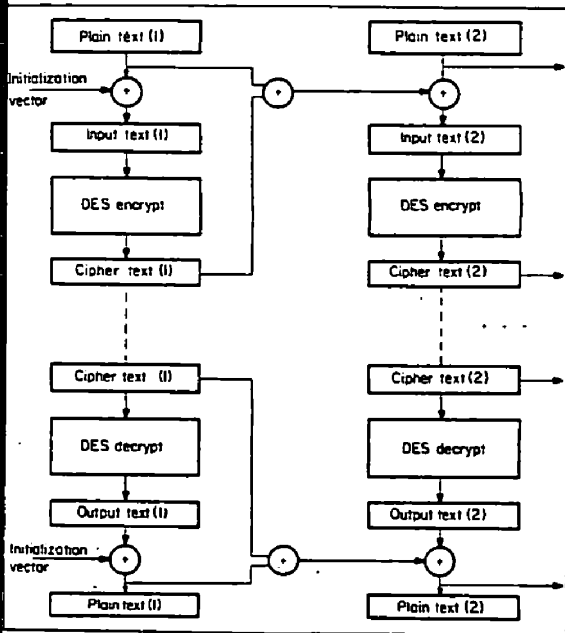 Plain text (1)
Plain text (2)
Initialization
vector
+
+
+
Input text (1)
Input text (2)
DES encrypt
DES encrypt
Cipher text (1)
Cipher text (2)
Cipher text (1)
Cipher text (2)
DES decrypt
DES decrypt
Output text (1)
Output text (2)
Initialization
vector
+
+
+
Plain text (1)
Plain text (2)